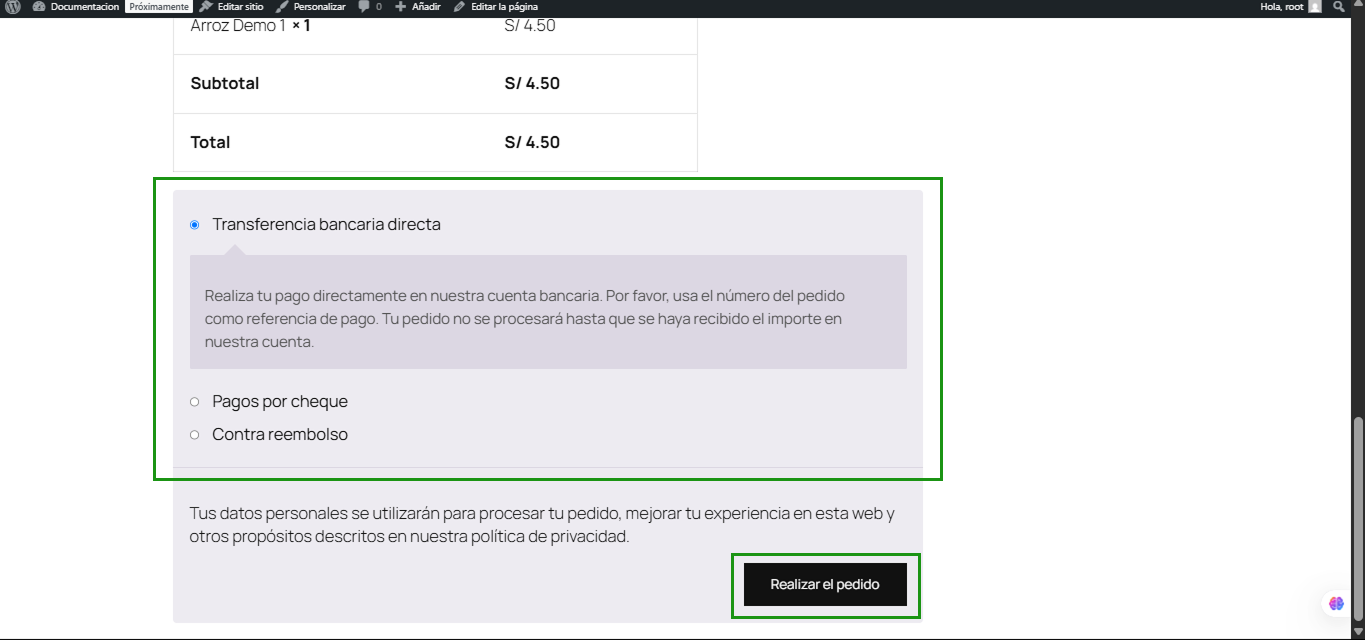 Documentacion Próximamente Editar sitio Personalizar 0 Añadir Editar la página Hola, root
Arroz Demo 1 × 1 S/ 4.50
Subtotal S/ 4.50
Total S/ 4.50
Transferencia bancaria directa
Realiza tu pago directamente en nuestra cuenta bancaria. Por favor, usa el número del pedido
como referencia de pago. Tu pedido no se procesará hasta que se haya recibido el importe en
nuestra cuenta.
Pagos por cheque
Contra reembolso
Tus datos personales se utilizarán para procesar tu pedido, mejorar tu experiencia en esta web y
otros propósitos descritos en nuestra política de privacidad.
Realizar el pedido